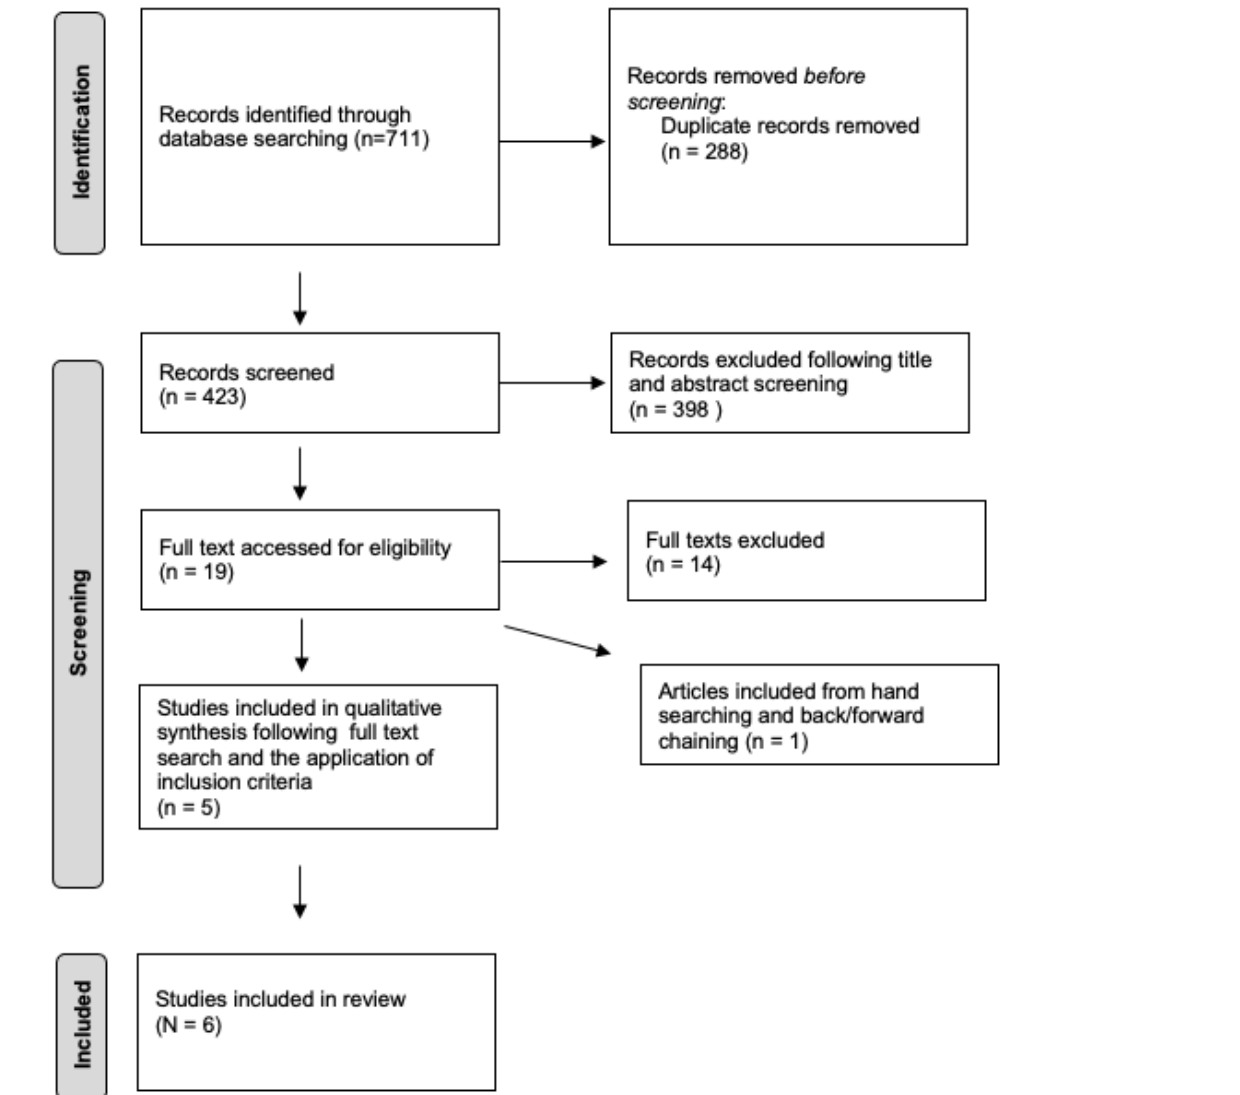 Identification
Records identified through
database searching (n=711)
Records removed before
screening:
Duplicate records removed
(n = 288)
Screening
Records screened
(n = 423)
Records excluded following title
and abstract screening
(n = 398 )
Full text accessed for eligibility
(n = 19)
Full texts excluded
(n = 14)
Articles included from hand
searching and back/forward
chaining (n = 1)
Studies included in qualitative
synthesis following  full text
search and the application of
inclusion criteria
(n = 5)
Included
Studies included in review
(N = 6)